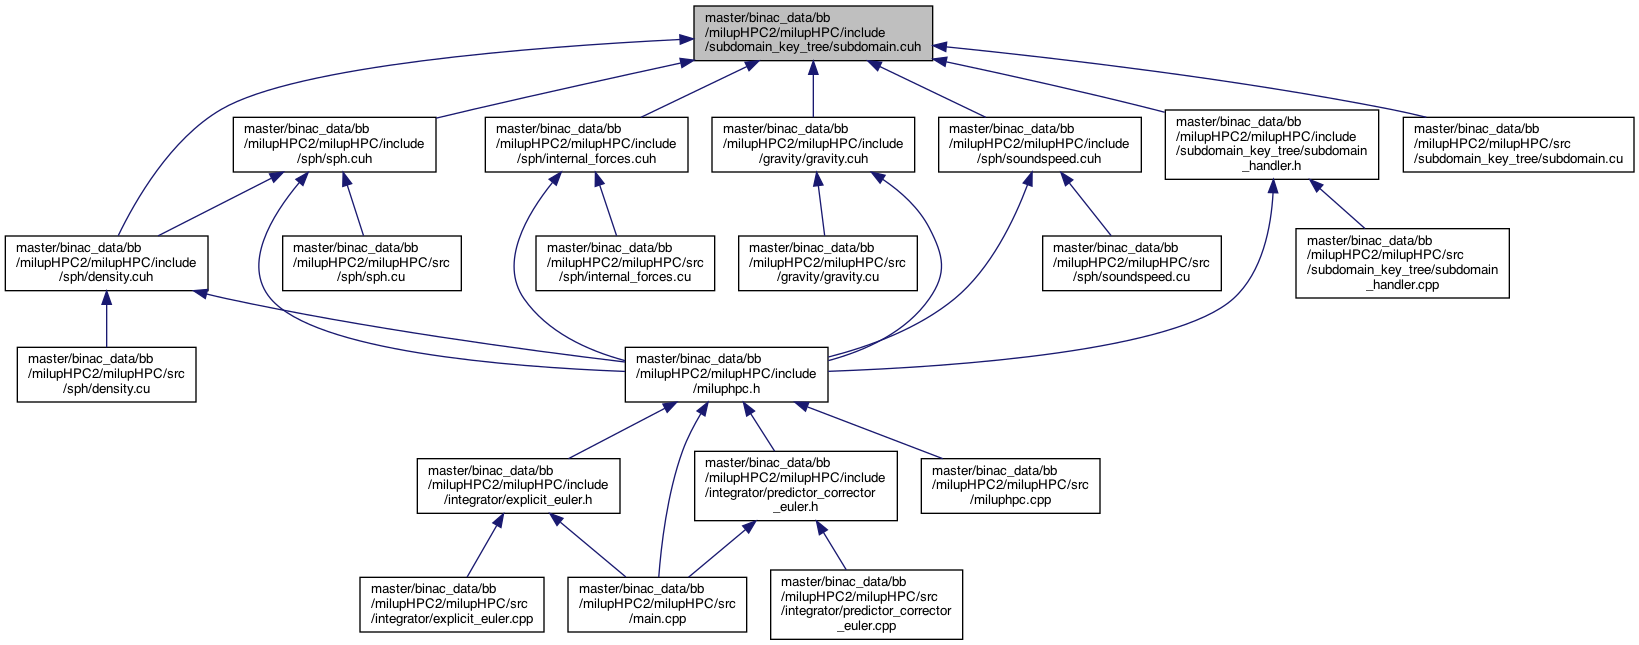 master/binac_data/bb
/milupHPC2/milupHPC/include
/subdomain_key_tree/subdomain.cuh
master/binac_data/bb
/milupHPC2/milupHPC/include
/sph/sph.cuh
master/binac_data/bb
/milupHPC2/milupHPC/include
/sph/internal_forces.cuh
master/binac_data/bb
/milupHPC2/milupHPC/include
/gravity/gravity.cuh
master/binac_data/bb
/milupHPC2/milupHPC/include
/sph/soundspeed.cuh
master/binac_data/bb
/milupHPC2/milupHPC/include
/subdomain_key_tree/subdomain
_handler.h
master/binac_data/bb
/milupHPC2/milupHPC/src
/subdomain_key_tree/subdomain.cu
master/binac_data/bb
/milupHPC2/milupHPC/include
/sph/density.cuh
master/binac_data/bb
/milupHPC2/milupHPC/src
/sph/sph.cu
master/binac_data/bb
/milupHPC2/milupHPC/src
/sph/internal_forces.cu
master/binac_data/bb
/milupHPC2/milupHPC/src
/gravity/gravity.cu
master/binac_data/bb
/milupHPC2/milupHPC/src
/sph/soundspeed.cu
master/binac_data/bb
/milupHPC2/milupHPC/src
/subdomain_key_tree/subdomain
_handler.cpp
master/binac_data/bb
/milupHPC2/milupHPC/src
/sph/density.cu
master/binac_data/bb
/milupHPC2/milupHPC/include
/miluphpc.h
master/binac_data/bb
/milupHPC2/milupHPC/include
/integrator/explicit_euler.h
master/binac_data/bb
/milupHPC2/milupHPC/include
/integrator/predictor_corrector
_euler.h
master/binac_data/bb
/milupHPC2/milupHPC/src
/miluphpc.cpp
master/binac_data/bb
/milupHPC2/milupHPC/src
/integrator/explicit_euler.cpp
master/binac_data/bb
/milupHPC2/milupHPC/src
/main.cpp
master/binac_data/bb
/milupHPC2/milupHPC/src
/integrator/predictor_corrector
_euler.cpp